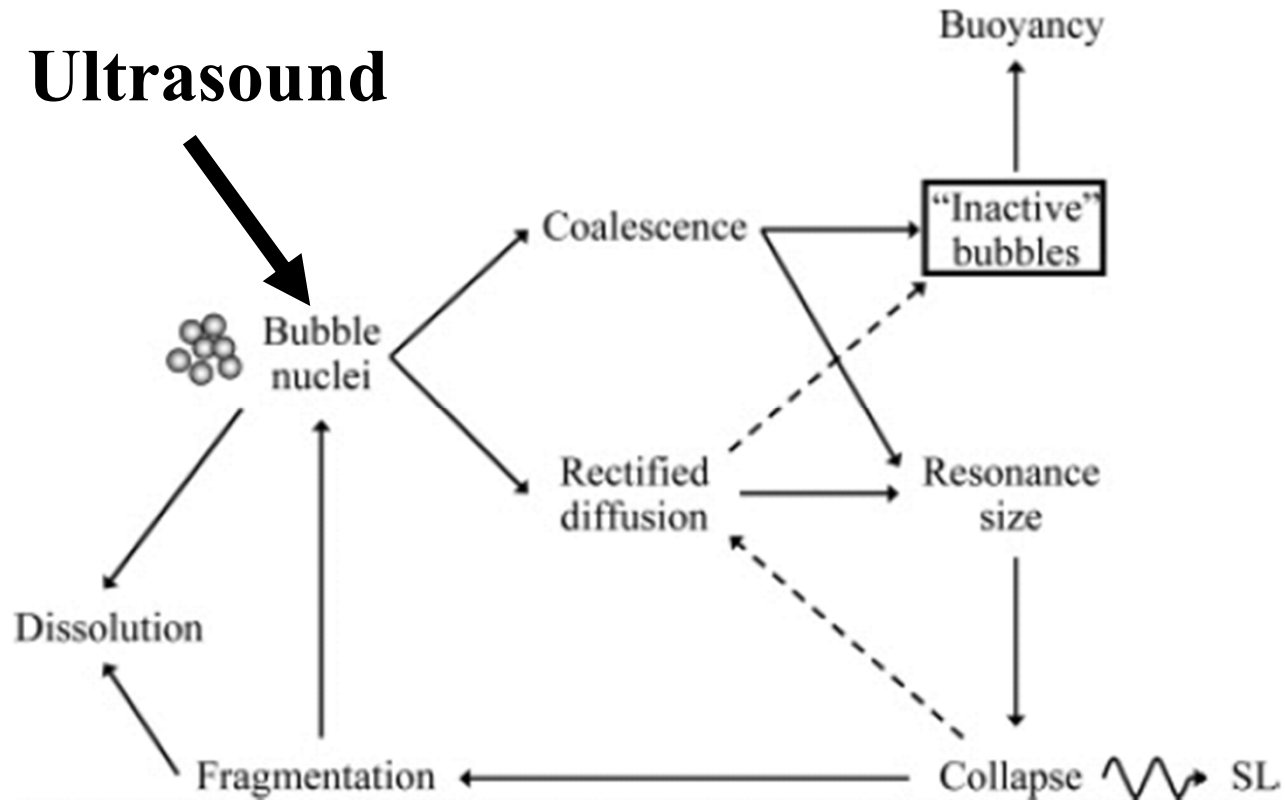 Buoyancy
Ultrasound
“Inactive”
bubbles
Coalescence
Bubble
nuclei
Rectified
diffusion
Resonance
size
Dissolution
Fragmentation
Collapse
SL